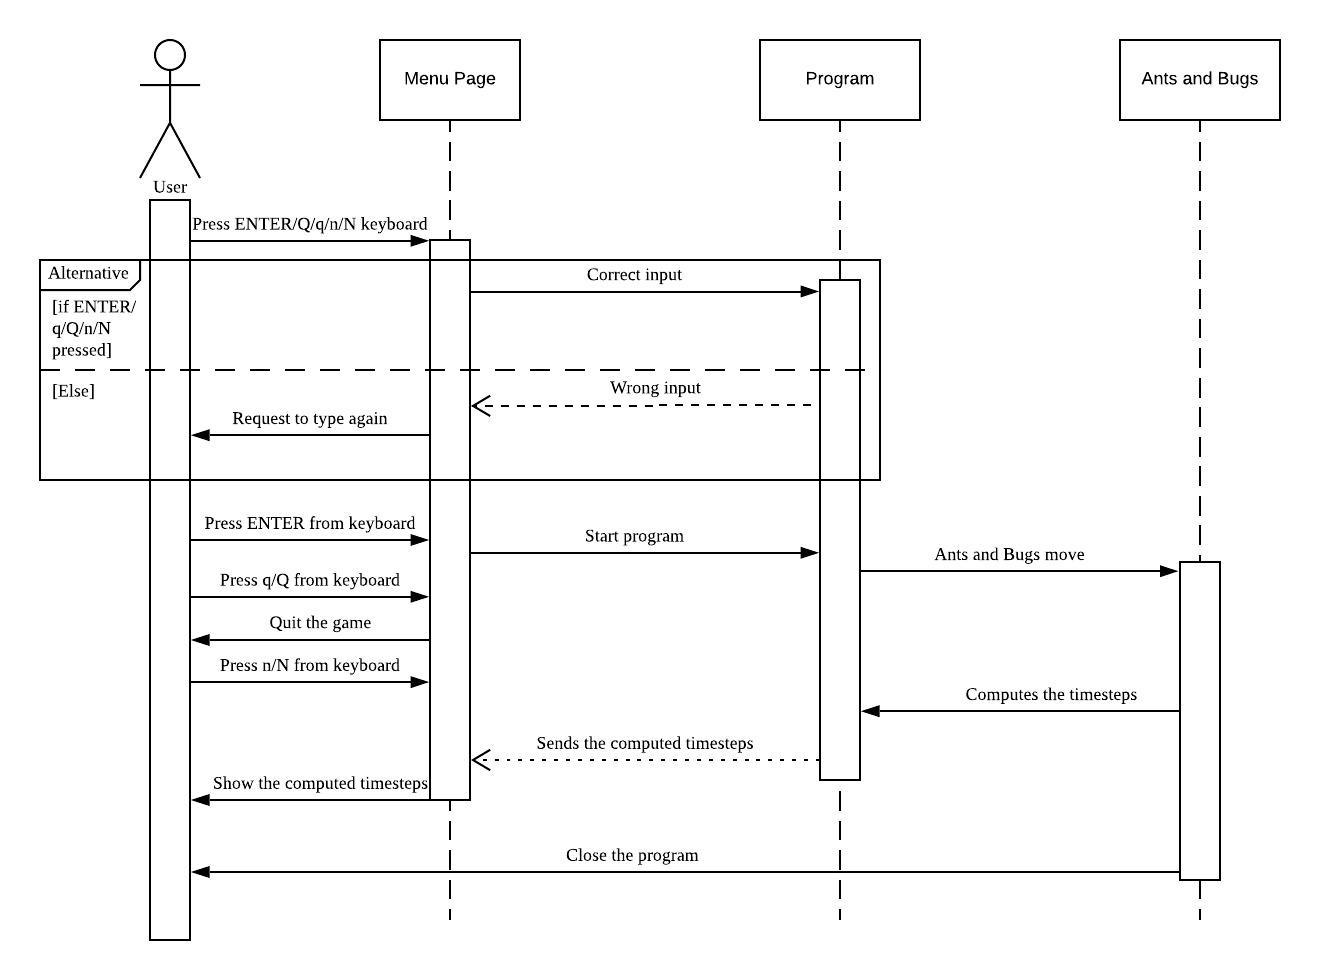 Menu Page
Program
Ants and Bugs
User
Press ENTER/Q/q/n/N keyboard
Alternative
Correct input
[if ENTER/
q/Q/n/N
pressed]
[Else]
Wrong input
Request to type again
Press ENTER from keyboard
Start program
Ants and Bugs move
Press q/Q from keyboard
Quit the game
Press n/N from keyboard
Computes the timesteps
Sends the computed timesteps
Show the computed timesteps
Close the program